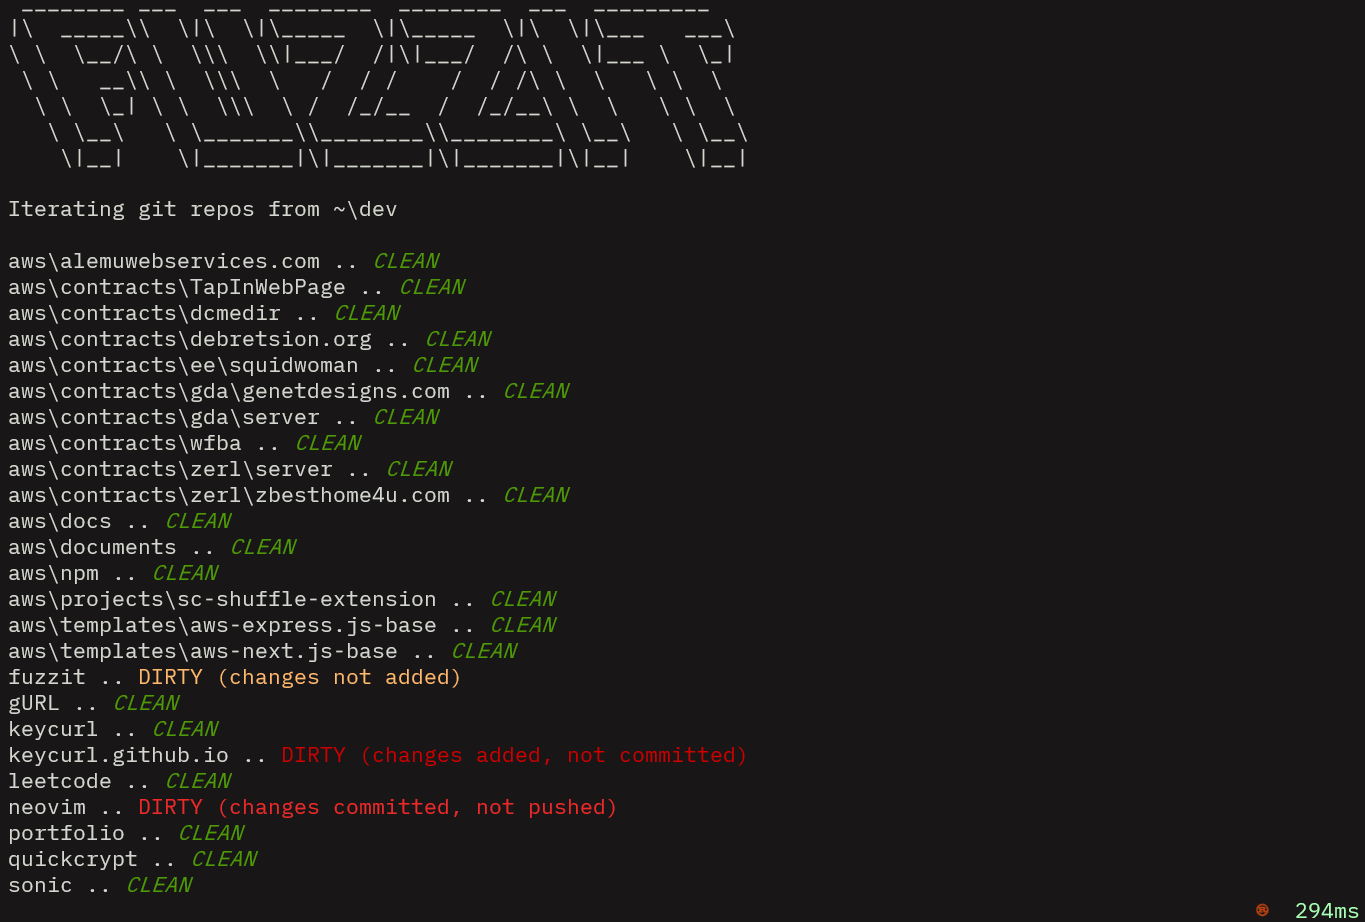 FUZZIT
Iterating git repos from ~\dev
aws\alemuwebservices.com .. CLEAN
aws\contracts\TapInWebPage .. CLEAN
aws\contracts\dcmedir .. CLEAN
aws\contracts\debretsion.org .. CLEAN
aws\contracts\ee\squidwoman .. CLEAN
aws\contracts\gda\genetdesigns.com .. CLEAN
aws\contracts\gda\server .. CLEAN
aws\contracts\wfba .. CLEAN
aws\contracts\zerl\server .. CLEAN
aws\contracts\zerl\zbesthome4u.com .. CLEAN
aws\docs .. CLEAN
aws\documents .. CLEAN
aws\npm .. CLEAN
aws\projects\sc-shuffle-extension .. CLEAN
aws\templates\aws-express.js-base .. CLEAN
aws\templates\aws-next.js-base .. CLEAN
fuzzit .. DIRTY (changes not added)
gURL .. CLEAN
keycurl .. CLEAN
keycurl.github.io .. DIRTY (changes added, not committed)
leetcode .. CLEAN
neovim .. DIRTY (changes committed, not pushed)
portfolio .. CLEAN
quickcrypt .. CLEAN
sonic .. CLEAN
294ms